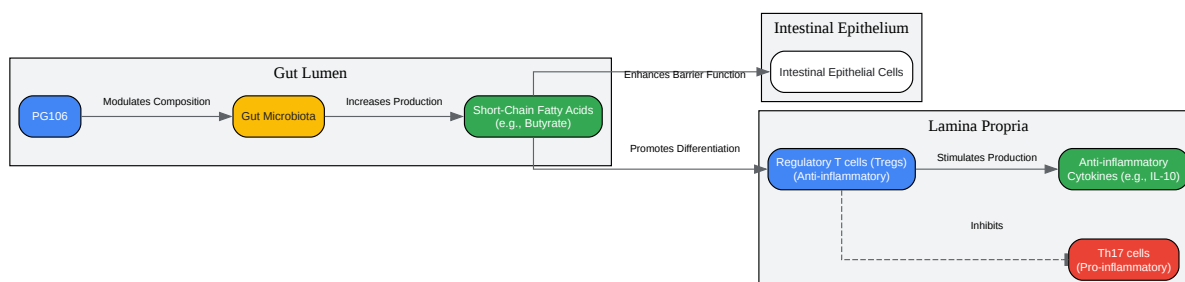 Intestinal Epithelium
Intestinal Epithelial Cells
Enhances Barrier Function
Gut Lumen
PG106
Modulates Composition
Gut Microbiota
Increases Production
Short-Chain Fatty Acids
(e.g., Butyrate)
Promotes Differentiation
Lamina Propria
Regulatory T cells (Tregs)
(Anti-inflammatory)
Stimulates Production
Anti-inflammatory
Cytokines (e.g., IL-10)
Inhibits
Th17 cells
(Pro-inflammatory)